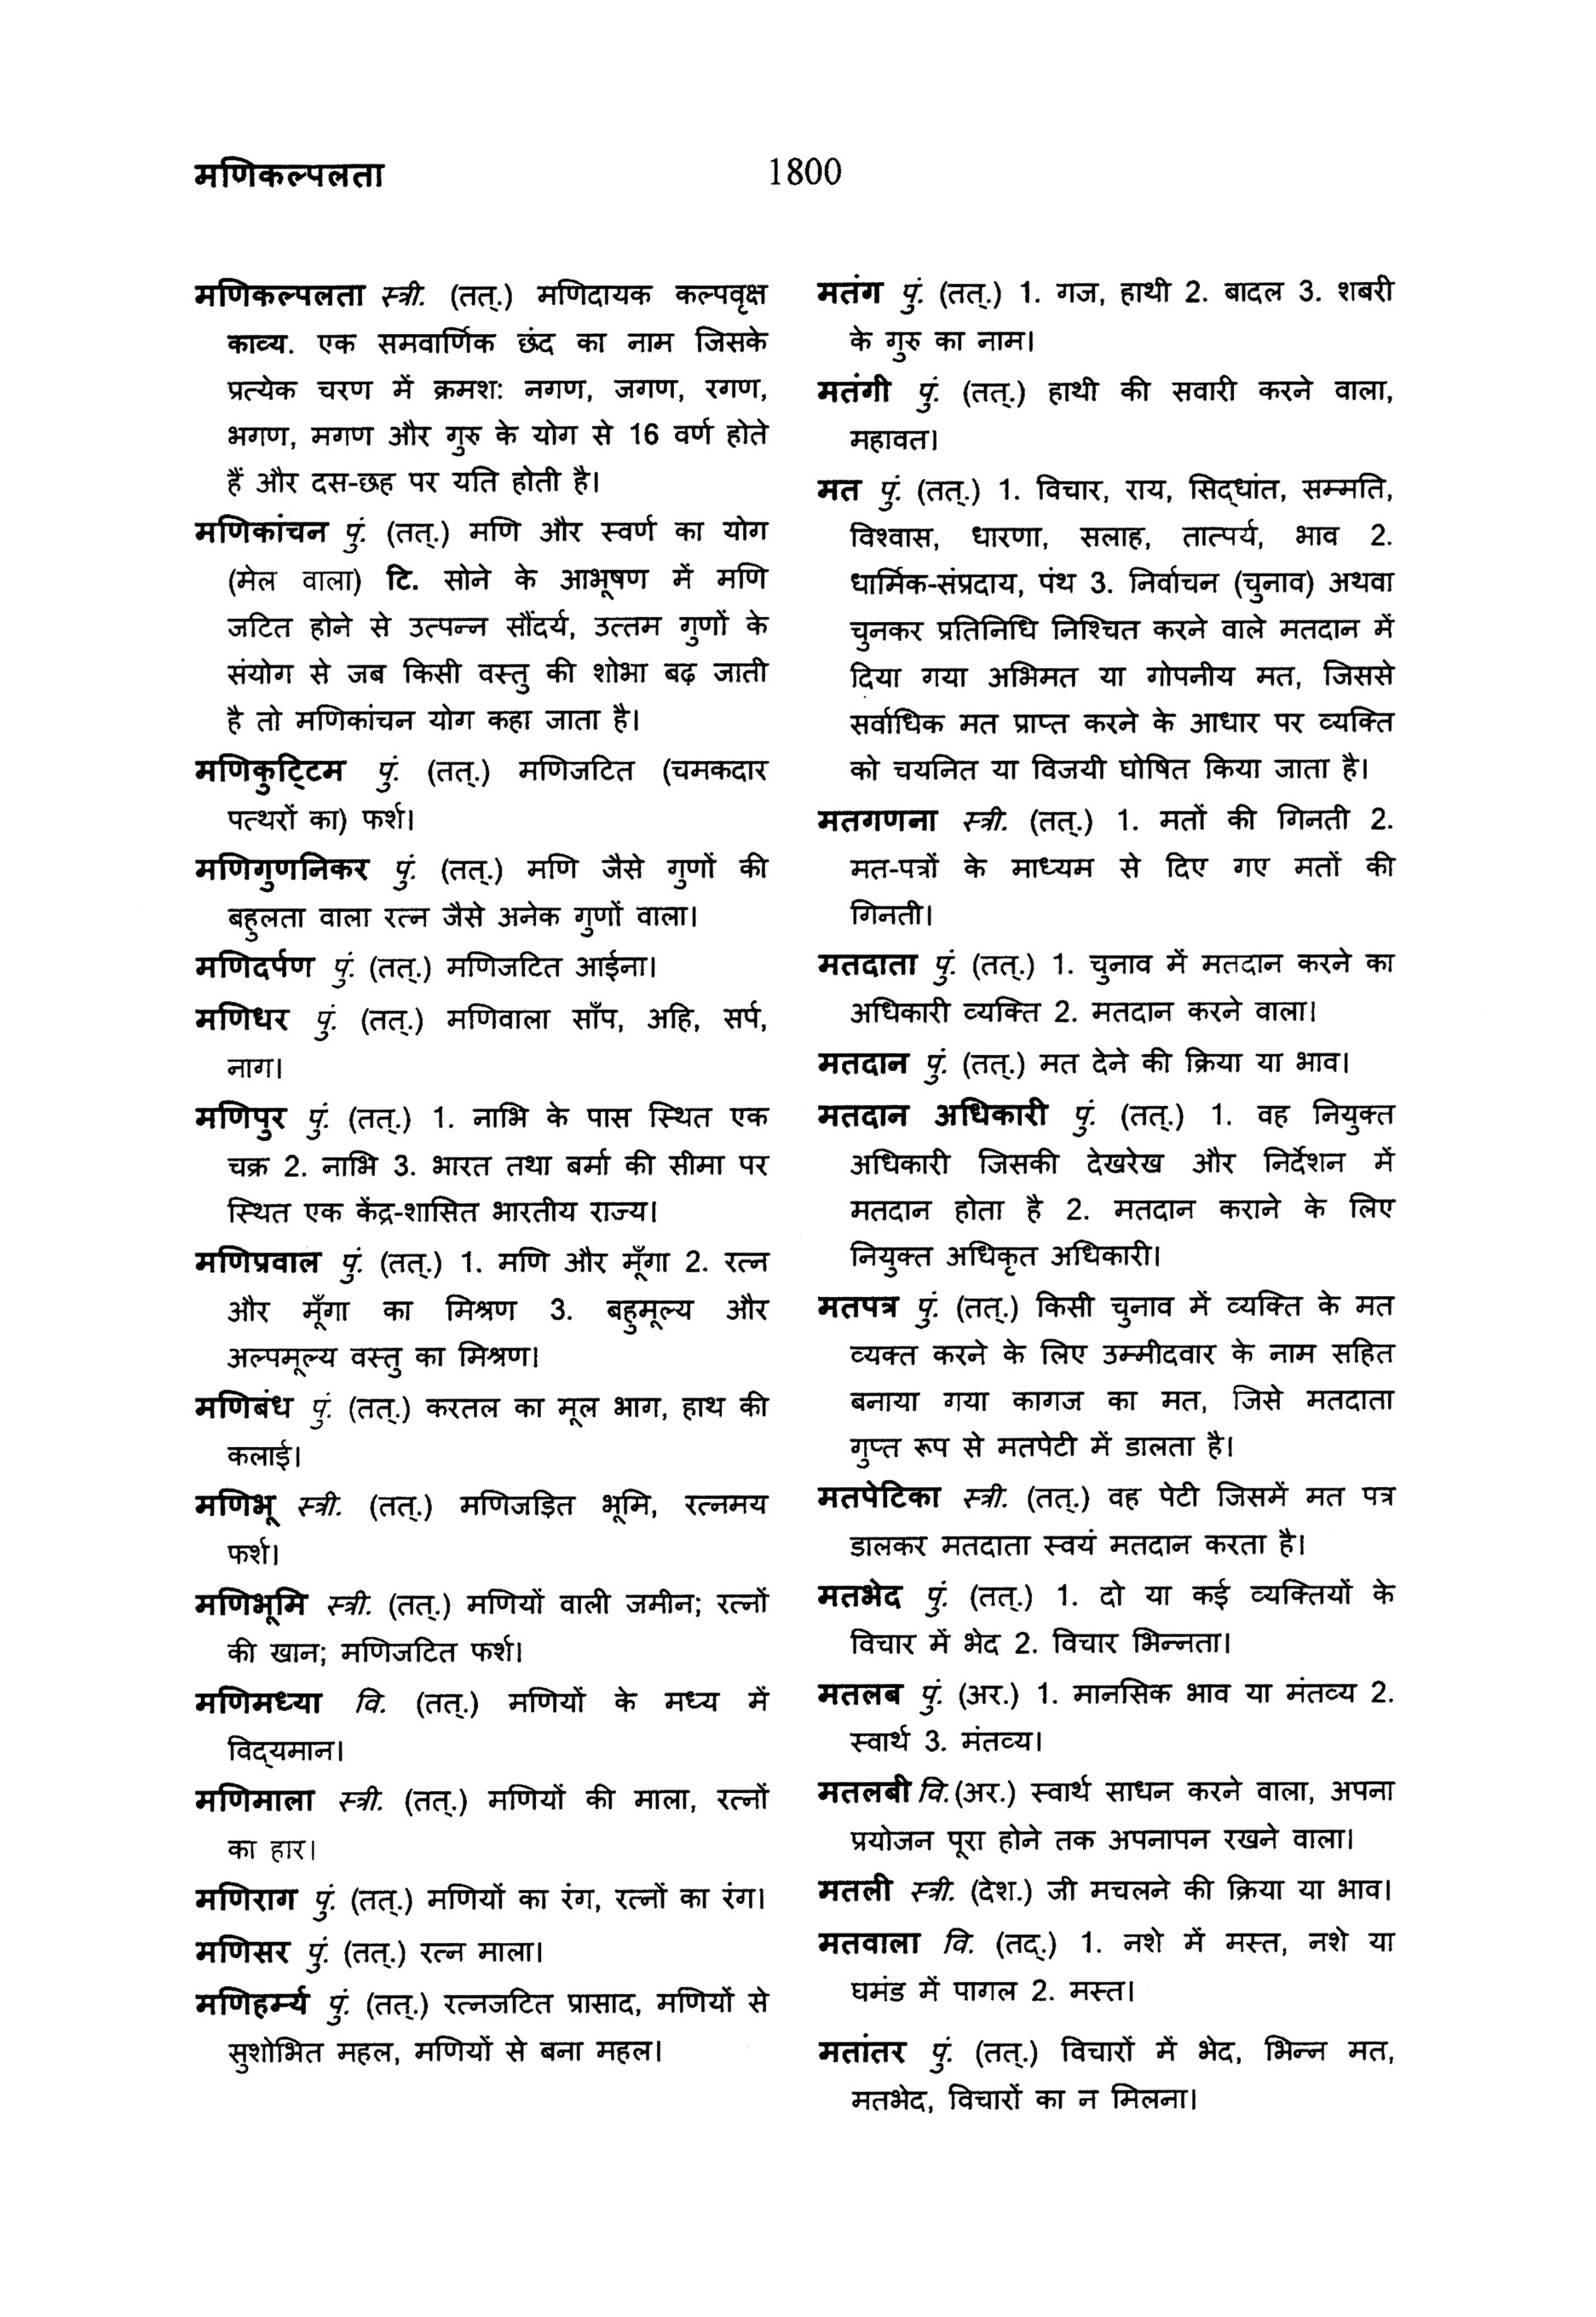 मणिकल्पलता
1800
मणिकल्पलता स्त्री. (तत्.) मणिदायक कल्पवृक्ष
काव्य. एक समवार्णिक छंद का नाम जिसके
प्रत्येक चरण में क्रमश: नगण, जगण, रगण,
भगण, मगण और गुरु के योग से 16 वर्ण होते
हैं और दस-छह पर यति होती है।
मणिकांचन पुं. (तत्.) मणि और स्वर्ण का योग
(मेल वाला) टि. सोने के आभूषण में मणि
जटित होने से उत्पन्न सौंदर्य, उत्तम गुणों के
संयोग से जब किसी वस्तु की शोभा बढ़ जाती
है तो मणिकांचन योग कहा जाता है।
मणिकुट्टिम पुं. (तत्.) मणिजटित (चमकदार
पत्थरों का) फर्श।
मणिगुणनिकर पुं. (तत्.) मणि जैसे गुणों की
बहुलता वाला रत्न जैसे अनेक गुणों वाला।
मणिदर्पण पुं. (तत्.) मणिजटित आईना।
मणिधर पुं. (तत्.) मणिवाला साँप, अहि, सर्प,
नाग।
मणिपुर पुं. (तत्.) 1. नाभि के पास स्थित एक
चक्र 2. नाभि 3. भारत तथा बर्मा की सीमा पर
स्थित एक केंद्र-शासित भारतीय राज्य।
मणिप्रवाल पुं. (तत्.) 1. मणि और मूँगा 2. रत्न
और मूँगा का मिश्रण 3. बहुमूल्य और
अल्पमूल्य वस्तु का मिश्रण।
मणिबंध पुं. (तत्.) करतल का मूल भाग, हाथ की
कलाई।
मणिभू स्त्री. (तत्.) मणिजड़ित भूमि, रत्नमय
फर्श।
मणिभूमि स्त्री. (तत्.) मणियों वाली जमीन; रत्नों
की खान; मणिजटित फर्श।
मणिमध्या वि. (तत्.) मणियों के मध्य में
विद्यमान।
मणिमाला स्त्री. (तत्.) मणियों की माला, रत्नों
का हार।
मणिराग पुं. (तत्.) मणियों का रंग, रत्नों का रंग।
मणिसर पुं. (तत्.) रत्न माला।
मणिहर्म्य पुं. (तत्.) रत्नजटित प्रासाद, मणियों से
सुशोभित महल, मणियों से बना महल।
मतंग पुं. (तत्.) 1. गज, हाथी 2. बादल 3. शबरी
के गुरु का नाम।
मतंगी पुं. (तत्.) हाथी की सवारी करने वाला,
महावत।
मत पुं. (तत्.) 1. विचार, राय, सिद्धांत, सम्मति,
विश्वास, धारणा, सलाह, तात्पर्य, भाव 2.
धार्मिक-संप्रदाय, पंथ 3. निर्वाचन (चुनाव) अथवा
चुनकर प्रतिनिधि निश्चित करने वाले मतदान में
दिया गया अभिमत या गोपनीय मत, जिससे
सर्वाधिक मत प्राप्त करने के आधार पर व्यक्ति
को चयनित या विजयी घोषित किया जाता है।
मतगणना स्त्री. (तत्.) 1. मतों की गिनती 2.
मत-पत्रों के माध्यम से दिए गए मतों की
गिनती।
मतदाता पुं. (तत्.) 1. चुनाव में मतदान करने का
अधिकारी व्यक्ति 2. मतदान करने वाला।
मतदान पुं. (तत्.) मत देने की क्रिया या भाव।
मतदान अधिकारी पुं. (तत्.) 1. वह नियुक्त
अधिकारी जिसकी देखरेख और निर्देशन में
मतदान होता है 2. मतदान कराने के लिए
नियुक्त अधिकृत अधिकारी।
मतपत्र पुं. (तत्.) किसी चुनाव में व्यक्ति के मत
व्यक्त करने के लिए उम्मीदवार के नाम सहित
बनाया गया कागज का मत, जिसे मतदाता
गुप्त रूप से मतपेटी में डालता है।
मतपेटिका स्त्री. (तत्.) वह पेटी जिसमें मत पत्र
डालकर मतदाता स्वयं मतदान करता है।
मतभेद पुं. (तत्.) 1. दो या कई व्यक्तियों के
विचार में भेद 2. विचार भिन्नता।
मतलब पुं. (अर.) 1. मानसिक भाव या मंतव्य 2.
स्वार्थ 3. मंतव्य।
मतलबी वि.(अर.) स्वार्थ साधन करने वाला, अपना
प्रयोजन पूरा होने तक अपनापन रखने वाला।
मतली स्त्री. (देश.) जी मचलने की क्रिया या भाव।
मतवाला वि. (तद्.) 1. नशे में मस्त, नशे या
घमंड में पागल 2. मस्त।
मतांतर पुं. (तत्.) विचारों में भेद, भिन्न मत,
मतभेद, विचारों का न मिलना।